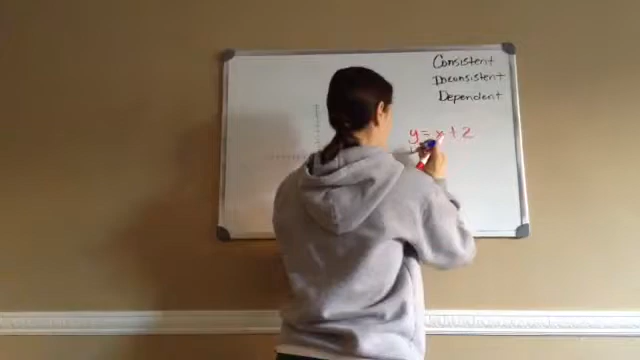 Consistent
Inconsistent
Dependent
y = x + 2